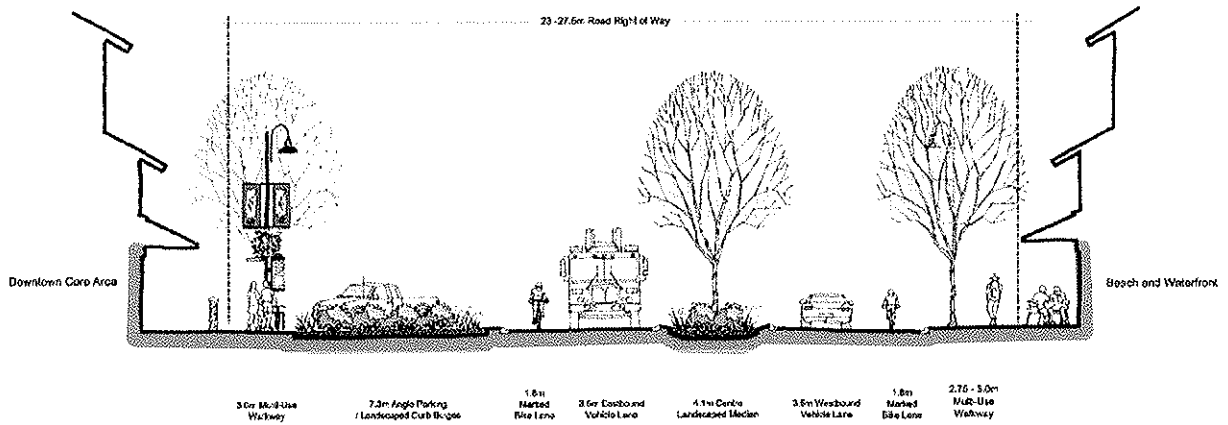 23 -27.5m Road Right of Way
Downtown Core Area
Beach and Waterfront
3.0m Multi-Use
Walkway
7.3m Angle Parking
/ Landscaped Curb Bulges
1.8m
Marked
Bike Lane
3.5m Eastbound
Vehicle Lane
4.1m Centre
Landscaped Median
3.5m Westbound
Vehicle Lane
1.8m
Marked
Bike Lane
2.75 - 3.0m
Multi-Use
Walkway